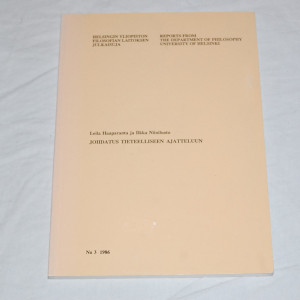 HELSINGIN YLIOPISTON
FILOSOFIAN LAITOKSEN
JULKAISUJA
REPORTS FROM
THE DEPARTMENT OF PHILOSOPHY
UNIVERSITY OF HELSINKI
Leila Haaparanta ja Ilkka Niiniluoto
JOHDATUS TIETEELLISEEN AJATTELUUN
No 3 1986